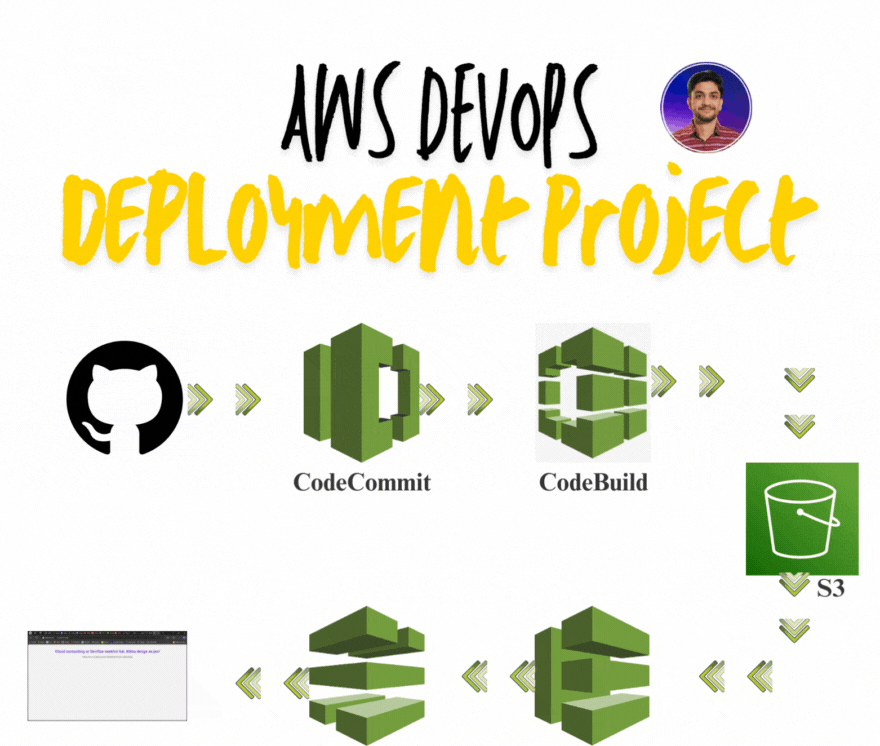 AWS DEVOPS
DEPLOyMENT PROJECT
CodeCommit
CodeBuild
S3